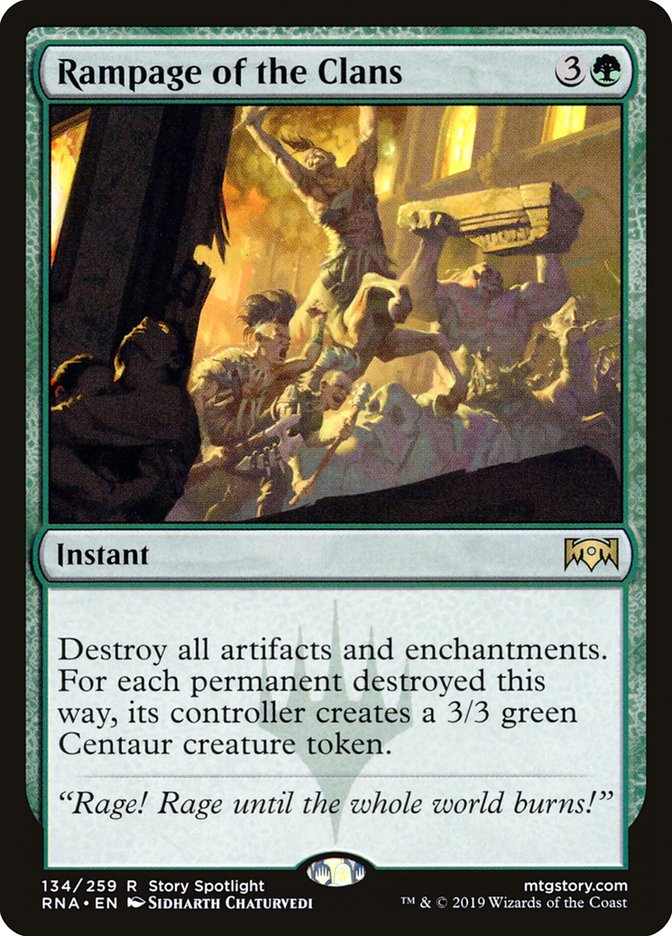 Rampage of the Clans 3
Instant
Destroy all artifacts and enchantments.
For each permanent destroyed this
way, its controller creates a 3/3 green
Centaur creature token.
“Rage! Rage until the whole world burns!”
134/259 R Story Spotlight
mtgstory.com
RNA • EN Sidharth Chaturvedi
™ & © 2019 Wizards of the Coast